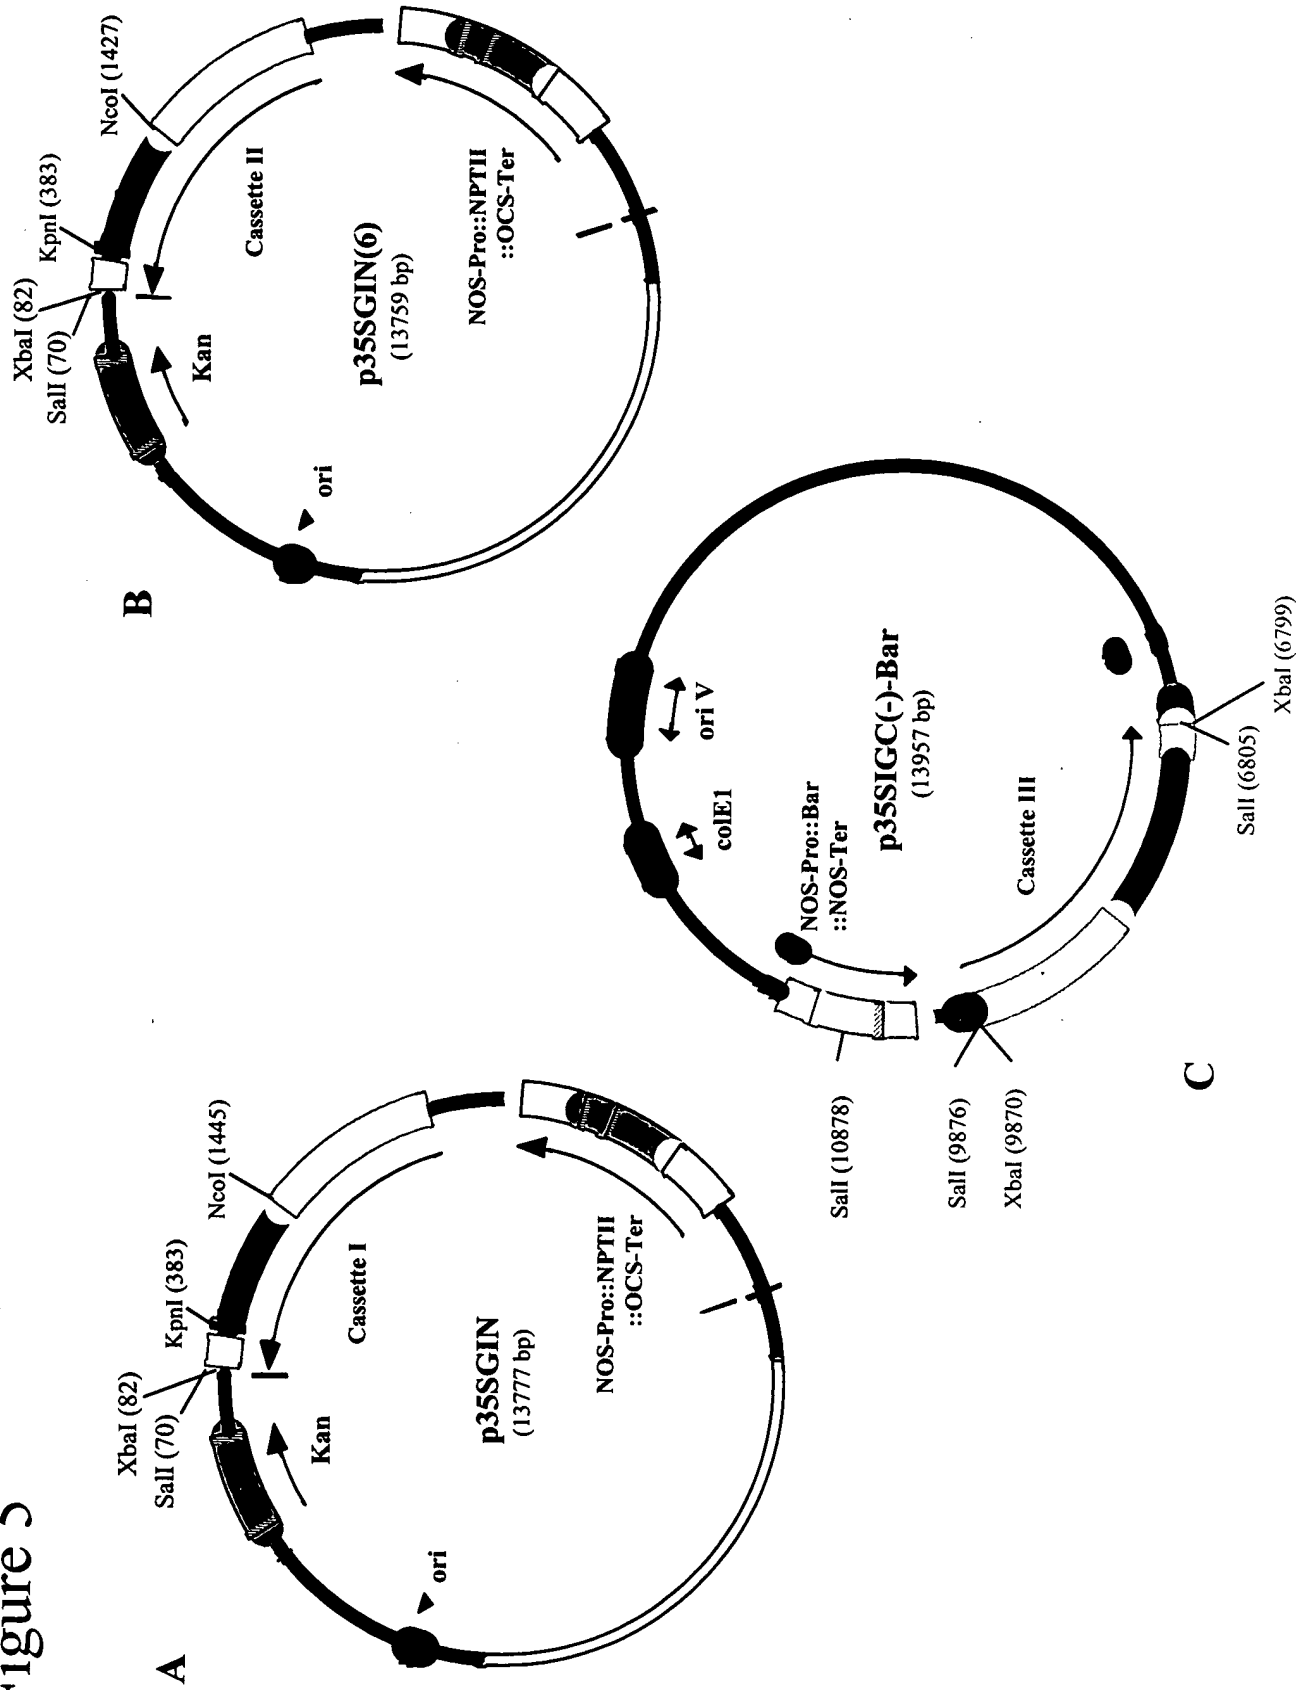 Figure 5
A
XbaI (82)
SalI (70)
KpnI (383)
NcoI (1445)
Kan
ori
Cassette I
p35SGIN
(13777 bp)
NOS-Pro::NPTII
::OCS-Ter
B
XbaI (82)
SalI (70)
KpnI (383)
NcoI (1427)
Kan
ori
Cassette II
p35SGIN(6)
(13759 bp)
NOS-Pro::NPTII
::OCS-Ter
C
colE1
ori V
NOS-Pro::Bar
::NOS-Ter
p35SIGC(-)-Bar
(13957 bp)
Cassette III
SalI (10878)
SalI (9876)
XbaI (9870)
SalI (6805)
XbaI (6799)